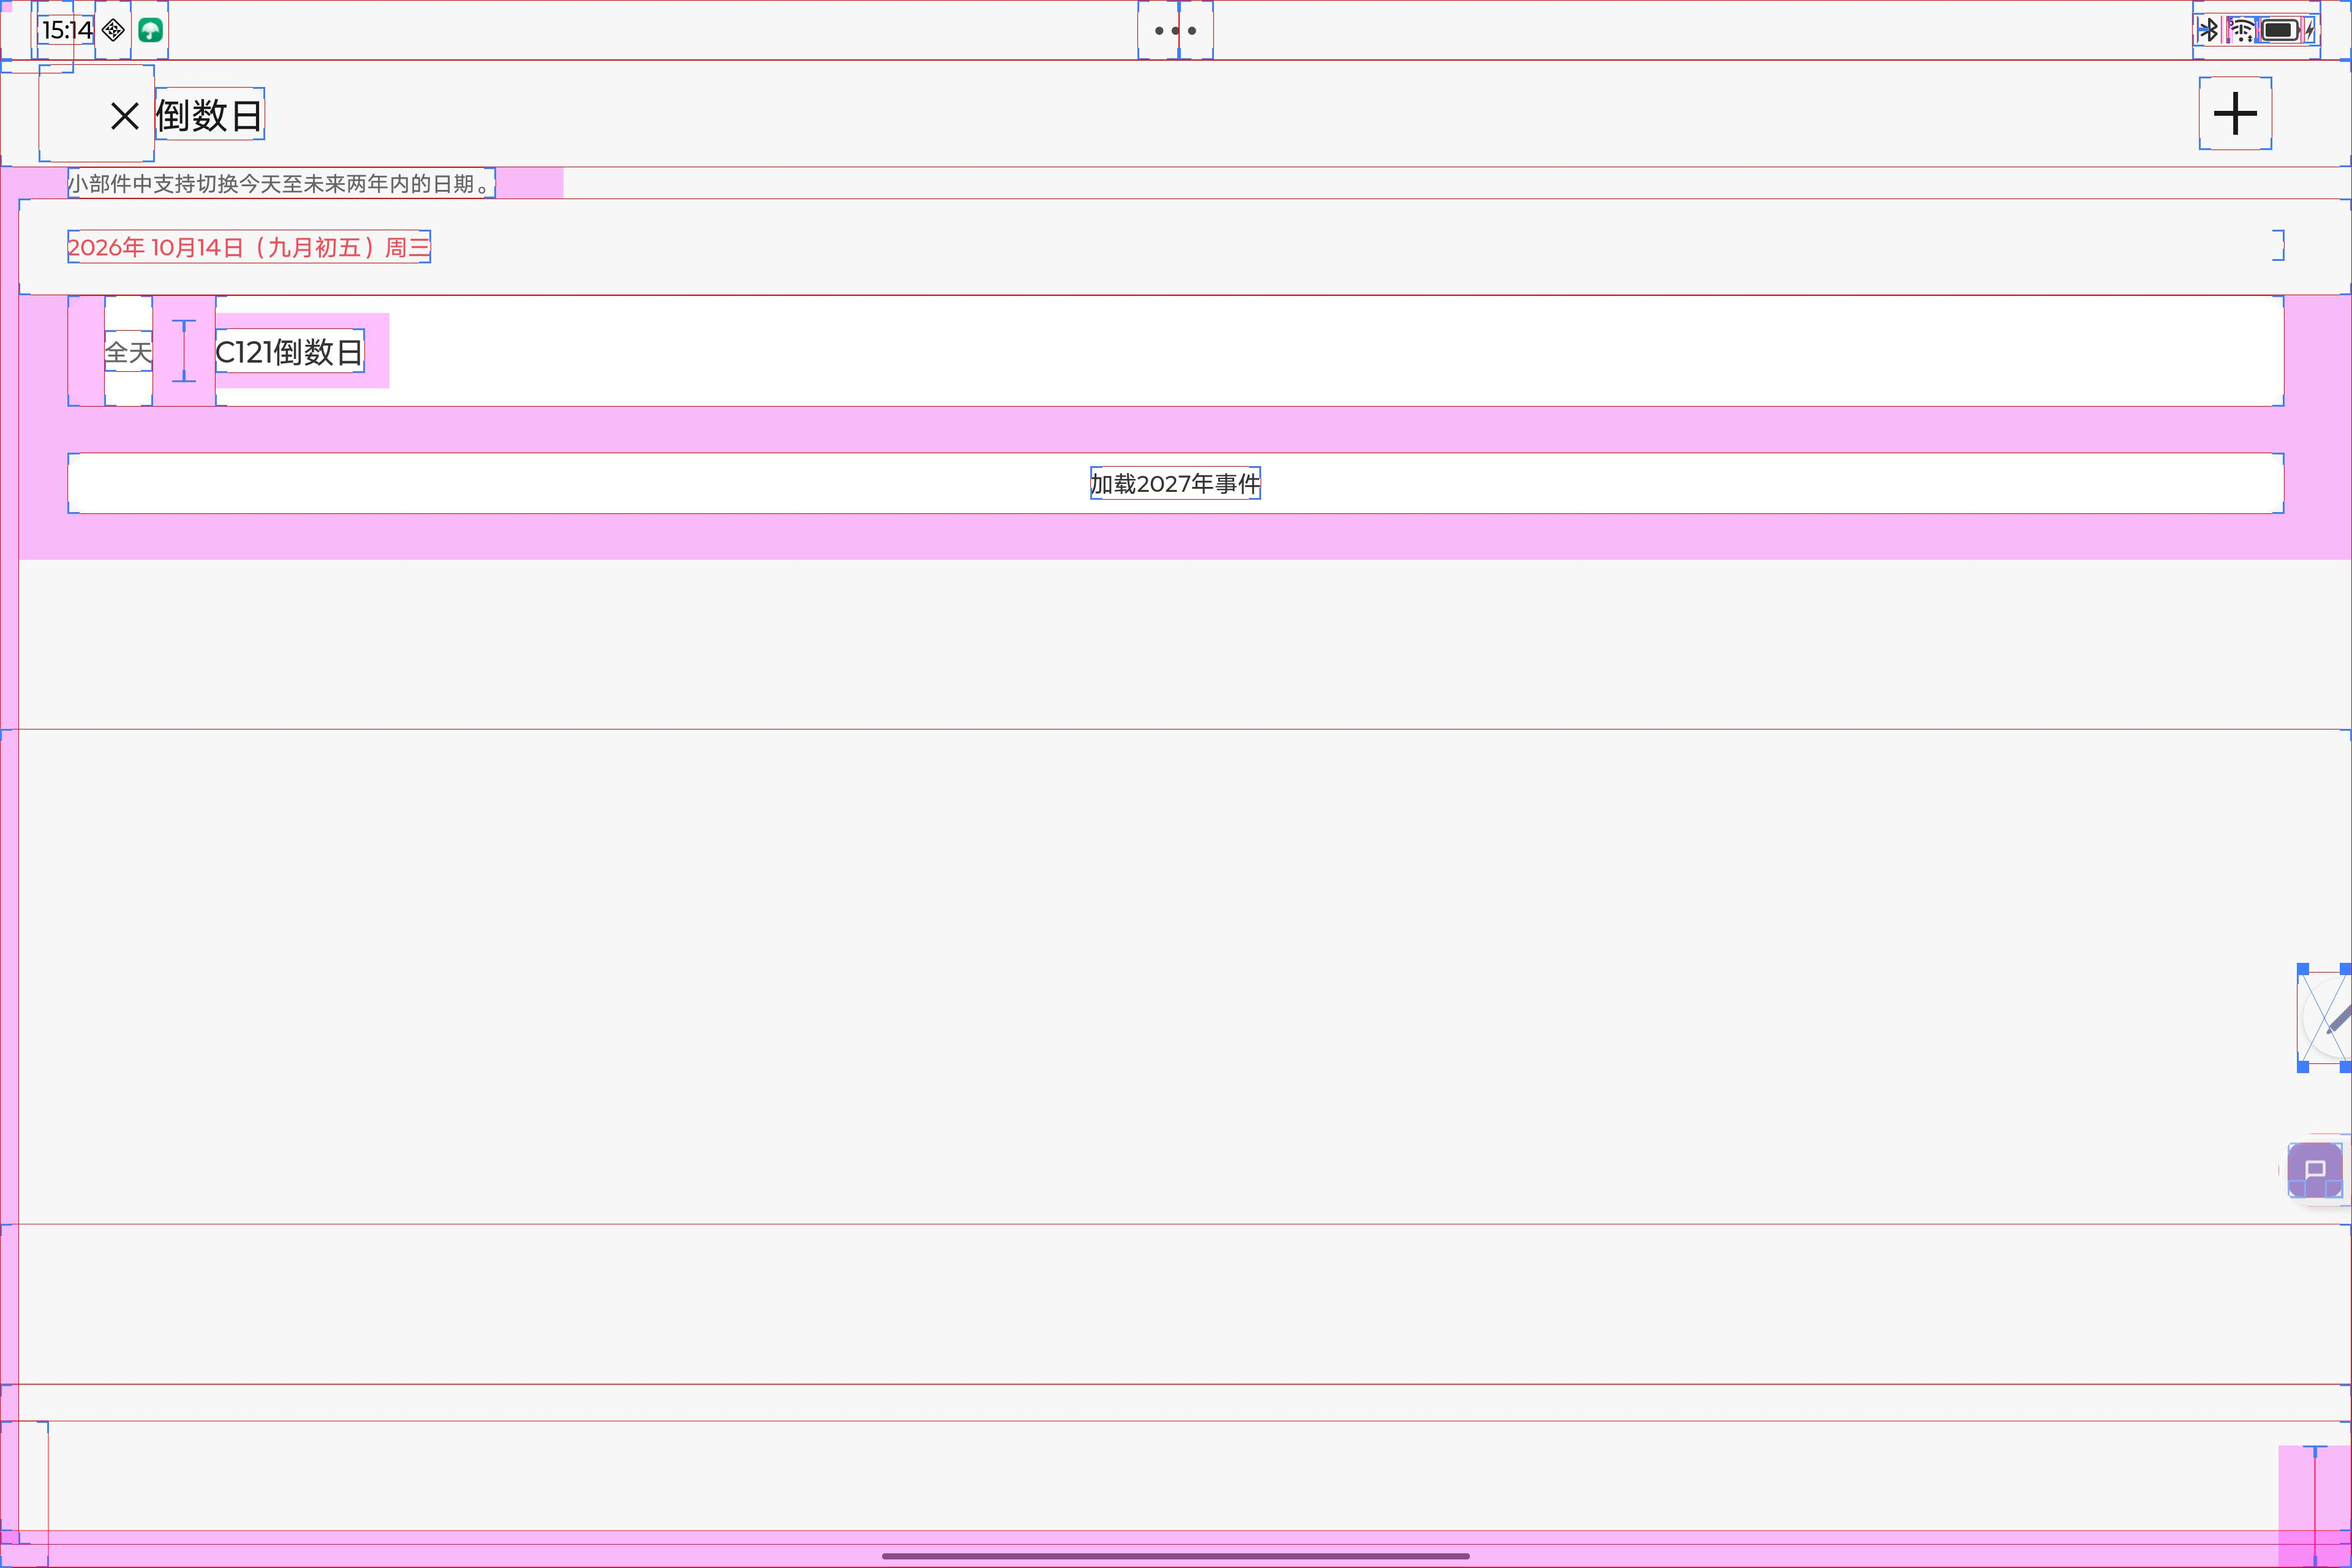 15:14
倒数日
小部件中支持切换今天至未来两年内的日期。
2026年 10月14日（九月初五）周三
全天
C121倒数日
加载2027年事件